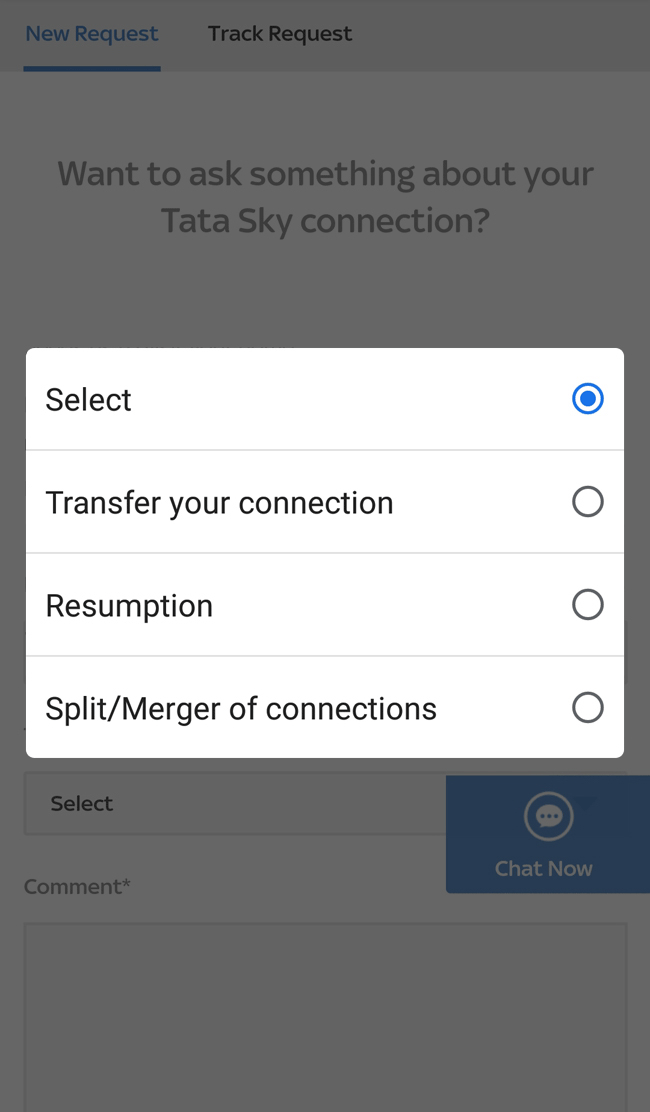 New Request
Track Request
Want to ask something about your
Tata Sky connection?
Select
Transfer your connection
Resumption
Split/Merger of connections
Select
Chat Now
Comment*